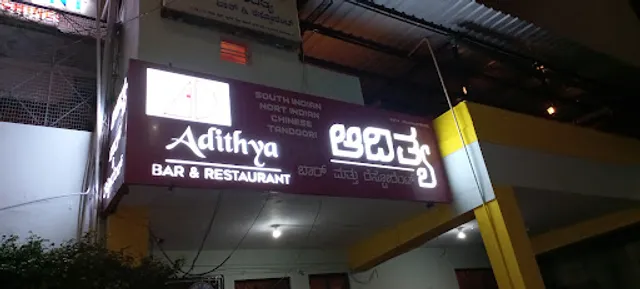 ಬಾರ್ & ರೆಸ್ಟೋರೆಂಟ್
Adithya
BAR & RESTAURANT
SOUTH INDIAN
NORT INDIAN
CHINESE
TANDOORI
ಆದಿತ್ಯ
ಬಾರ್ ಮತ್ತು ರೆಸ್ಟೋರೆಂಟ್